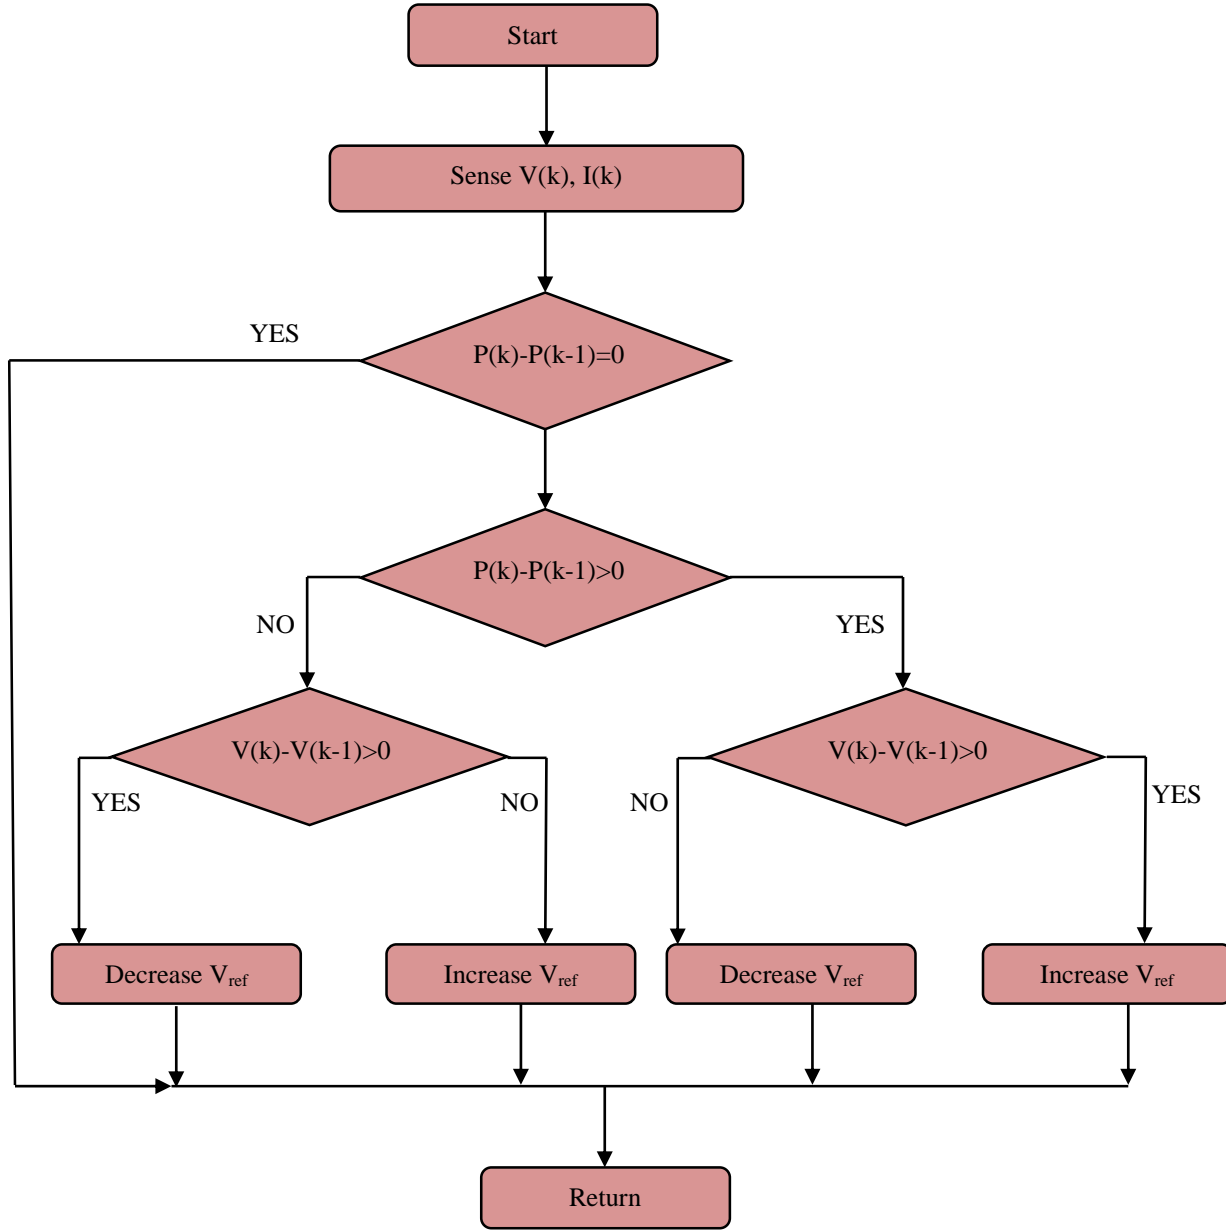 Start
Sense V(k), I(k)
YES
P(k)-P(k-1)=0
P(k)-P(k-1)>0
NO
YES
V(k)-V(k-1)>0
V(k)-V(k-1)>0
YES
NO
NO
YES
Decrease Vref
Increase Vref
Decrease Vref
Increase Vref
Return